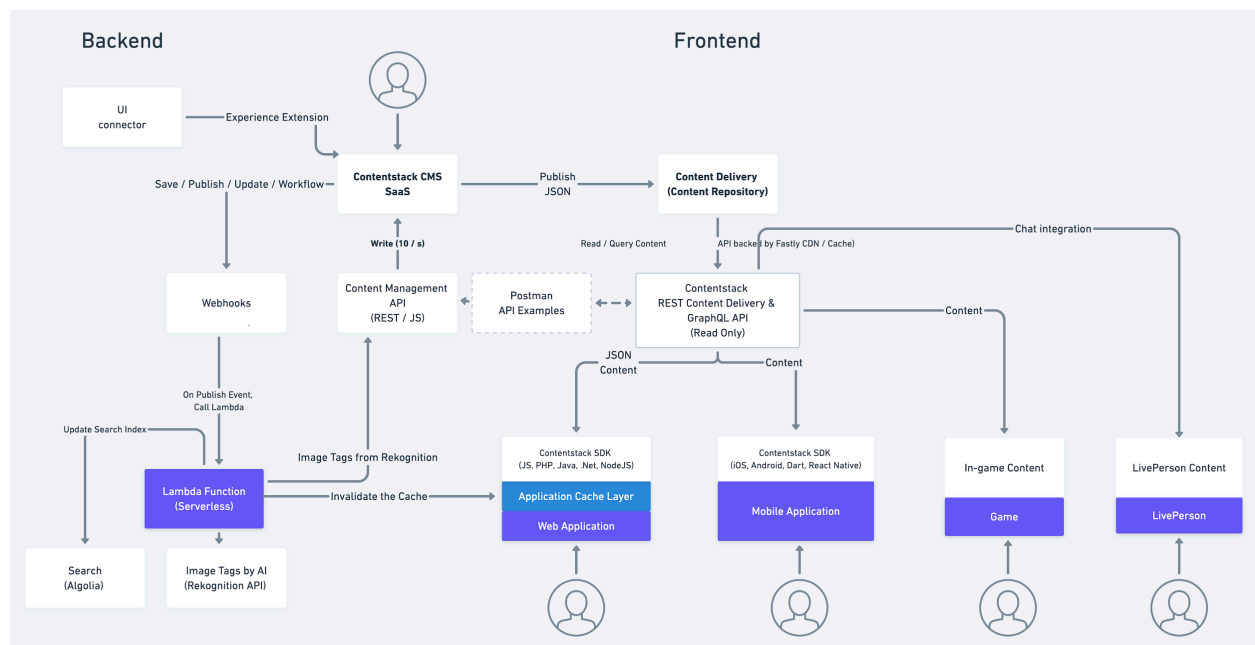 Backend
Frontend
UI
connector
Experience Extension
Contentstack CMS
SaaS
Publish
JSON
Content Delivery
(Content Repository)
Save / Publish / Update / Workflow
Write (10 / s)
Read / Query Content
API backed by Fastly CDN / Cache)
Chat integration
Webhooks
.
Content Management
API
(REST / JS)
Postman
API Examples
Contentstack
REST Content Delivery &
GraphQL API
(Read Only)
Content
JSON
Content
Content
On Publish Event,
Call Lambda
Update Search Index
Image Tags from Rekognition
Lambda Function
(Serverless)
Invalidate the Cache
Contentstack SDK
(JS, PHP, Java, .Net, NodeJS)
Application Cache Layer
Web Application
Contentstack SDK
(iOS, Android, Dart, React Native)
Mobile Application
In-game Content
Game
LivePerson Content
LivePerson
Search
(Algolia)
Image Tags by AI
(Rekognition API)